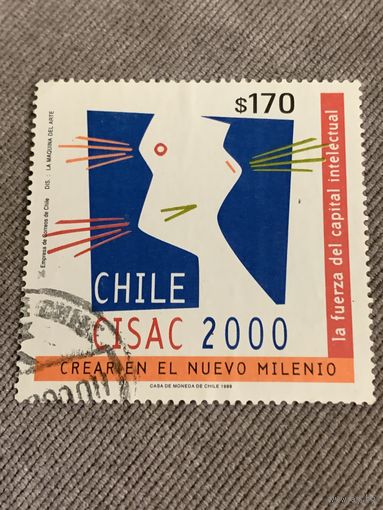 $170
Empresa de Correos de Chile DIS.: LA MAQUINA DEL ARTE
la fuerza del capital intelectual
CHILE
CISAC 2000
CREAR EN EL NUEVO MILENIO
CASA DE MONEDA DE CHILE 1998